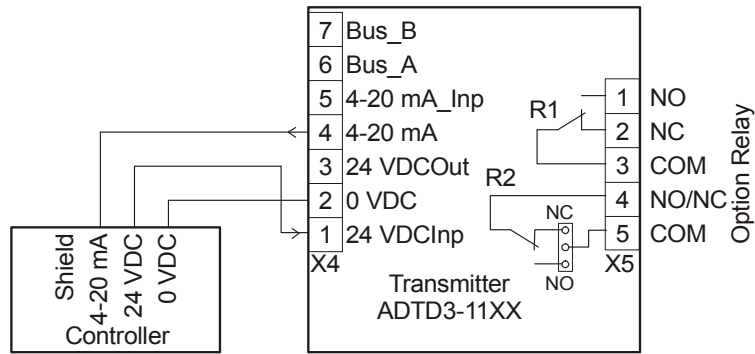 7 Bus_B
6 Bus_A
5 4-20 mA_Inp
4 4-20 mA
3 24 VDCOut
2 0 VDC
1 24 VDCInp
X4
R1
R2
NC
NO
1 NO
2 NC
3 COM
4 NO/NC
5 COM
X5
Option Relay
Transmitter
ADTD3-11XX
Shield
4-20 mA
24 VDC
0 VDC
Controller